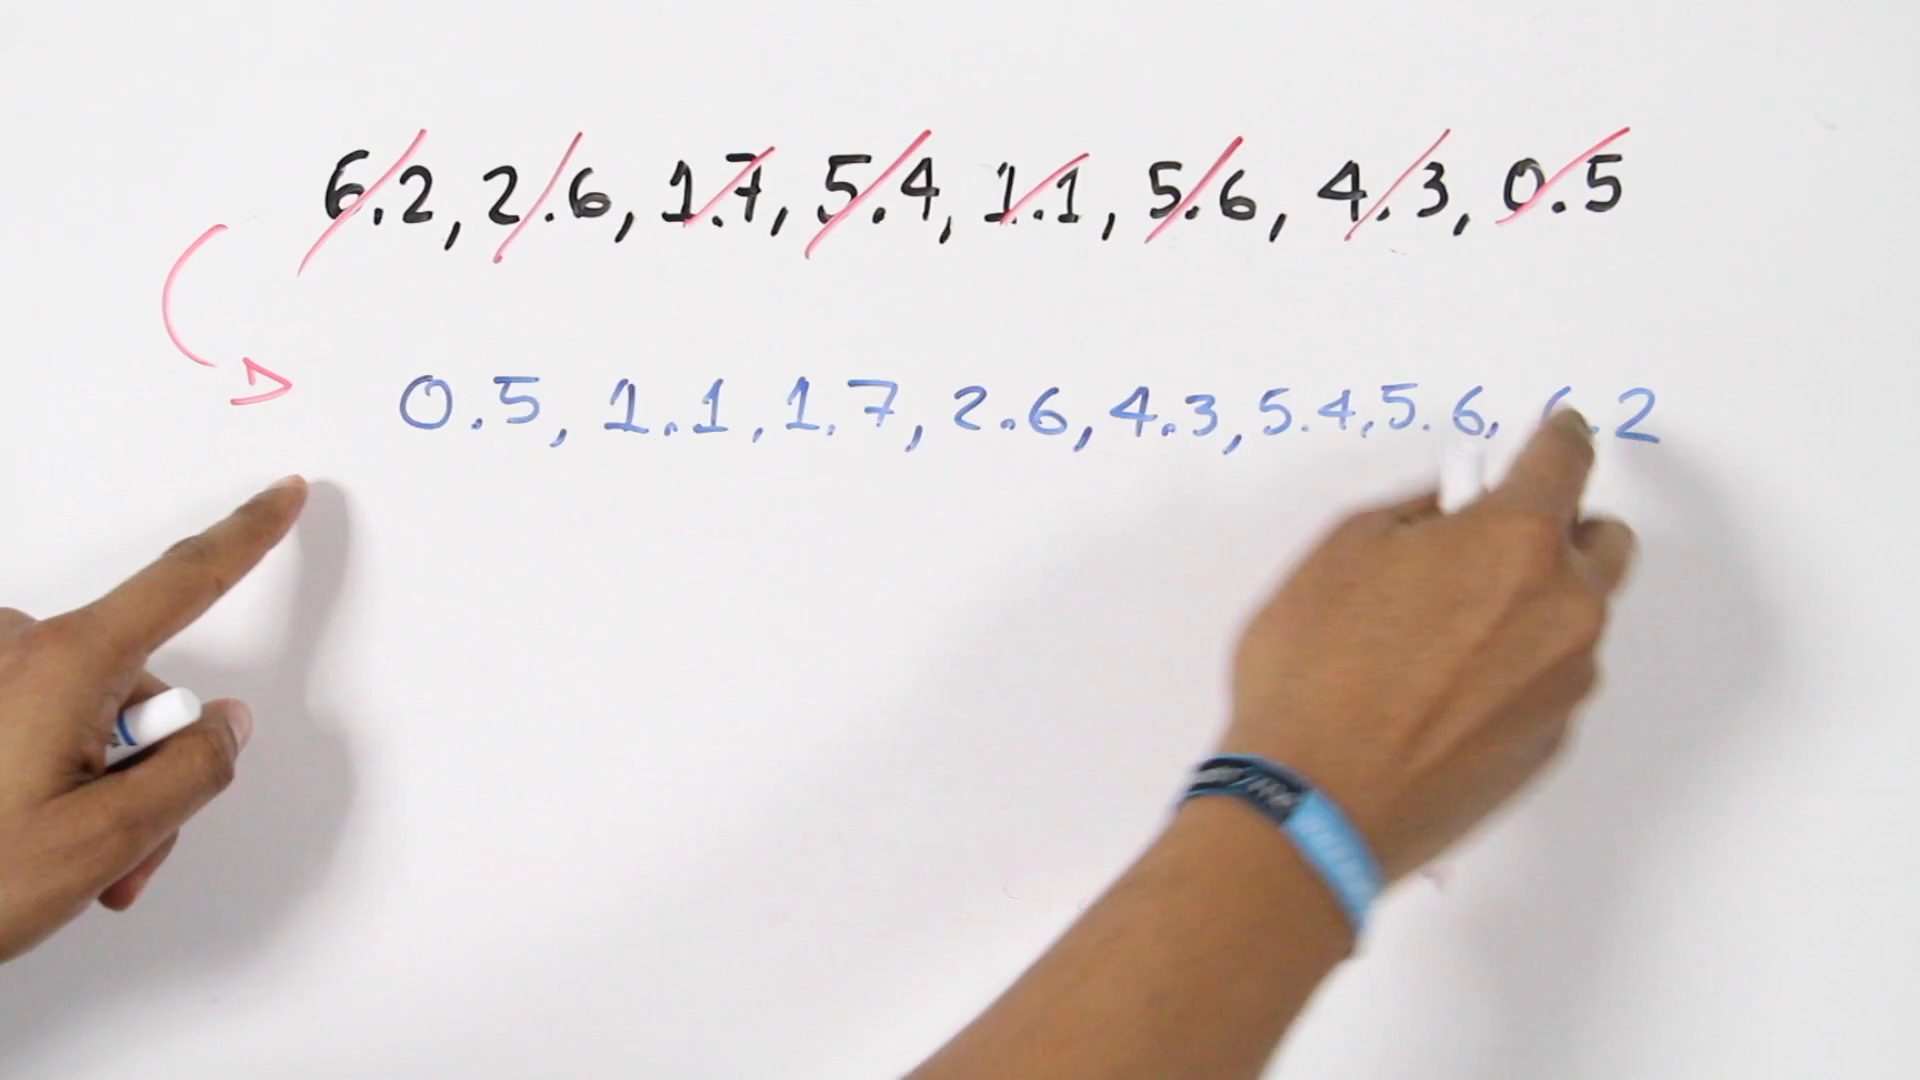 6.2, 2.6, 1.7, 5.4, 1.1, 5.6, 4.3, 0.5
0.5, 1.1, 1.7, 2.6, 4.3, 5.4, 5.6, 6.2